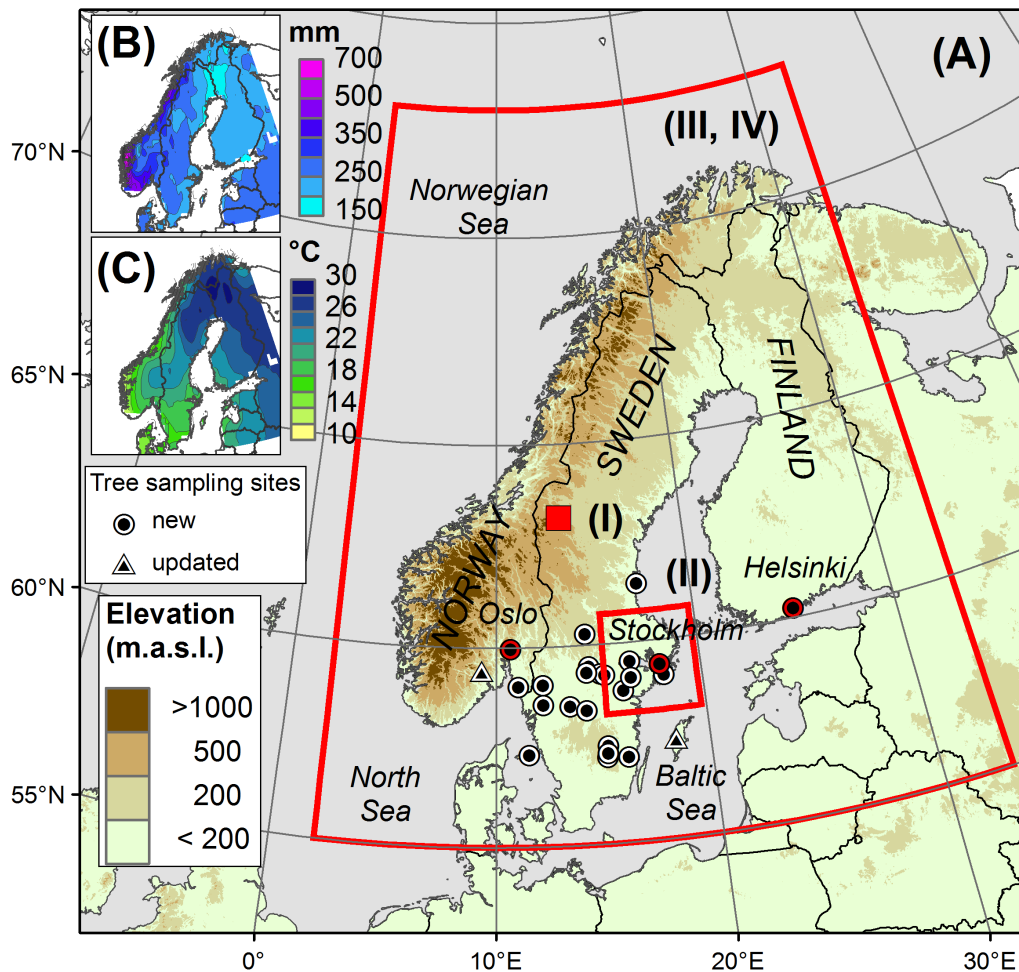 (B)
mm
700
500
350
250
150
(A)
(III, IV)
70°N
Norwegian
Sea
(C)
°C
30
26
22
18
14
10
65°N
SWEDEN
FINLAND
Tree sampling sites
new
updated
(I)
NORWAY
(II)
Helsinki
60°N
Oslo
Stockholm
Elevation
(m.a.s.l.)
>1000
500
200
< 200
North
Sea
Baltic
Sea
55°N
0°
10°E
20°E
30°E